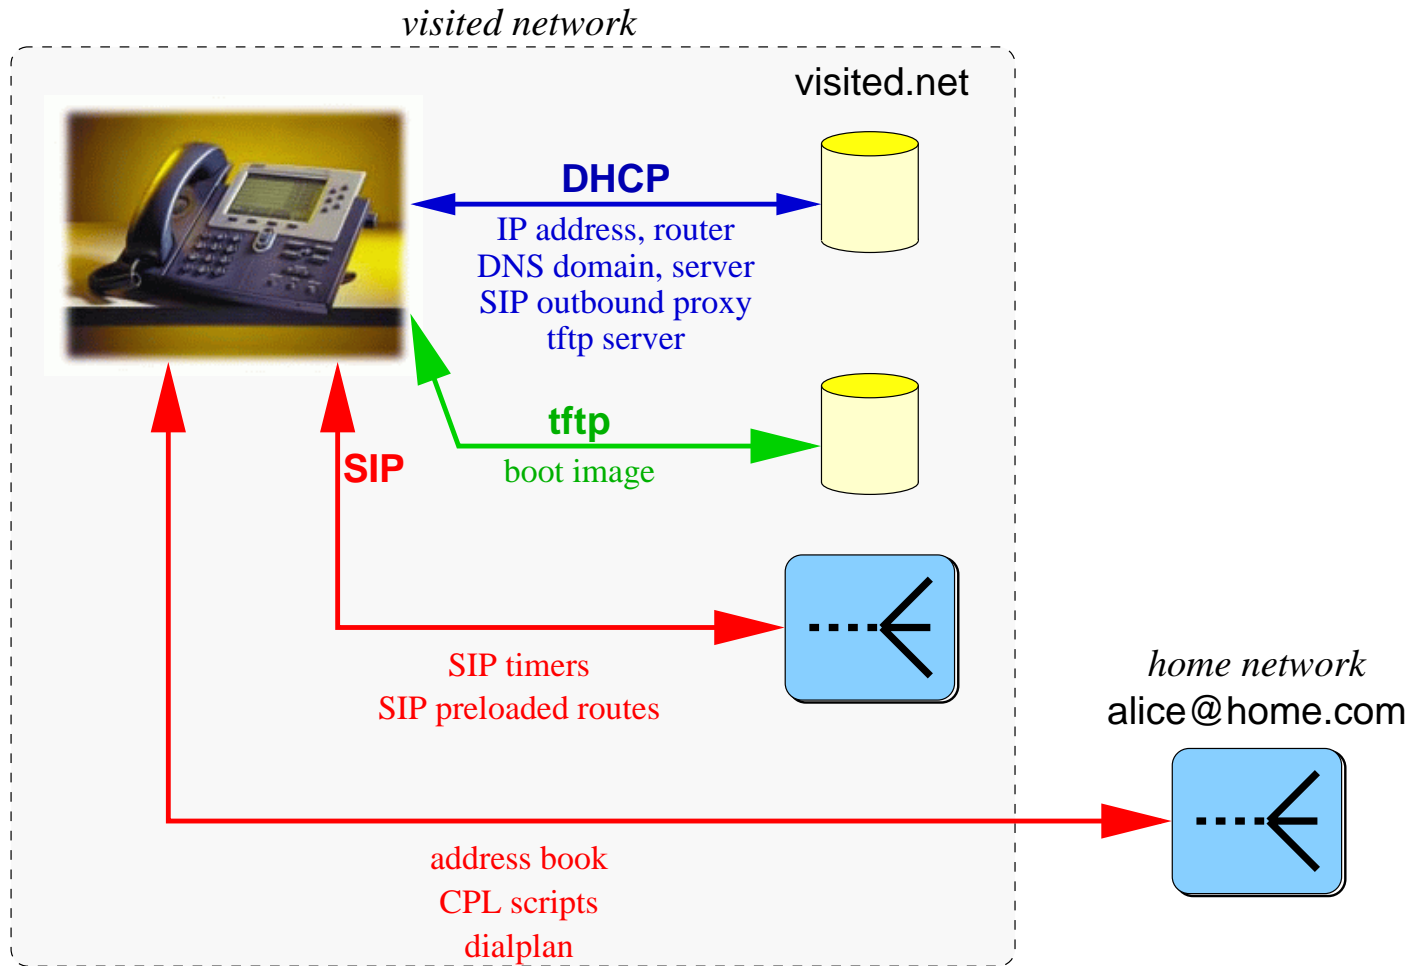 visited network
visited.net
DHCP
IP address, router
DNS domain, server
SIP outbound proxy
tftp server
tftp
boot image
SIP
SIP timers
SIP preloaded routes
home network
alice@home.com
address book
CPL scripts
dialplan